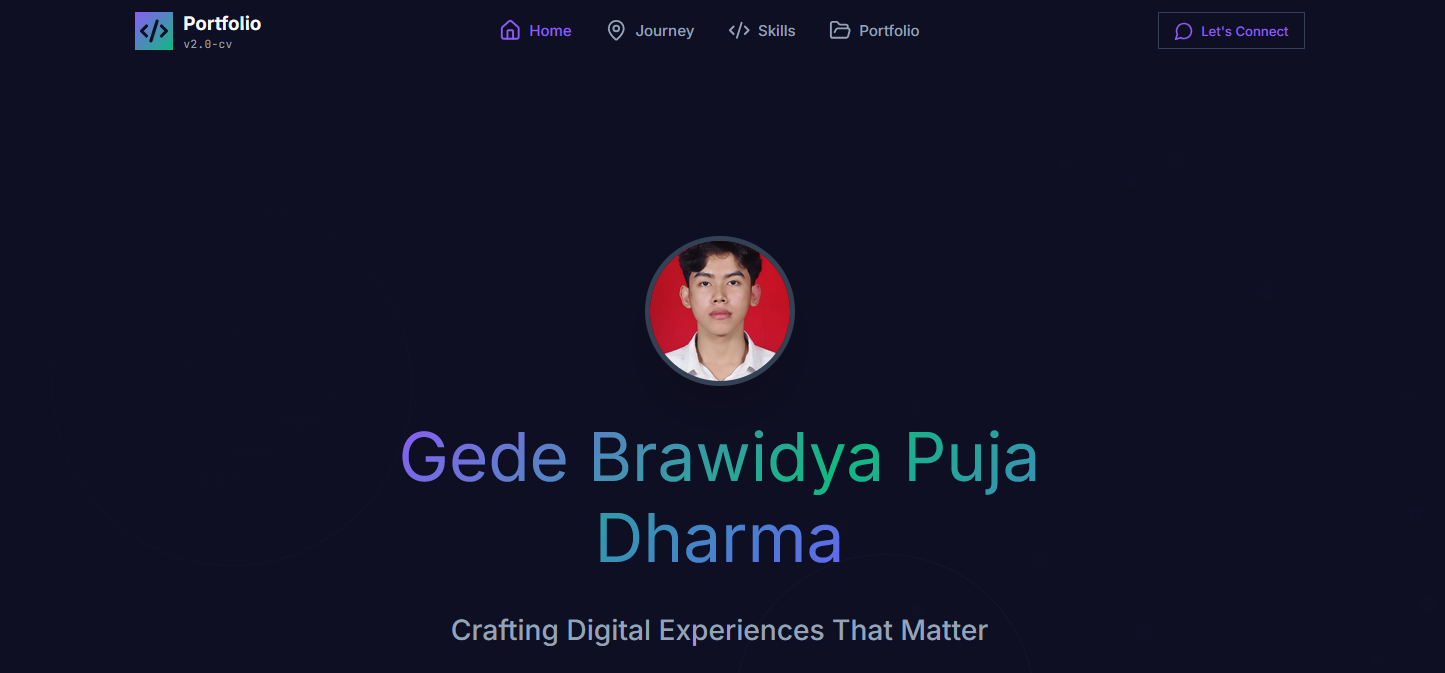 Portfolio
v2.0-cv
Home
Journey
Skills
Portfolio
Let's Connect
Gede Brawidya Puja
Dharma
Crafting Digital Experiences That Matter